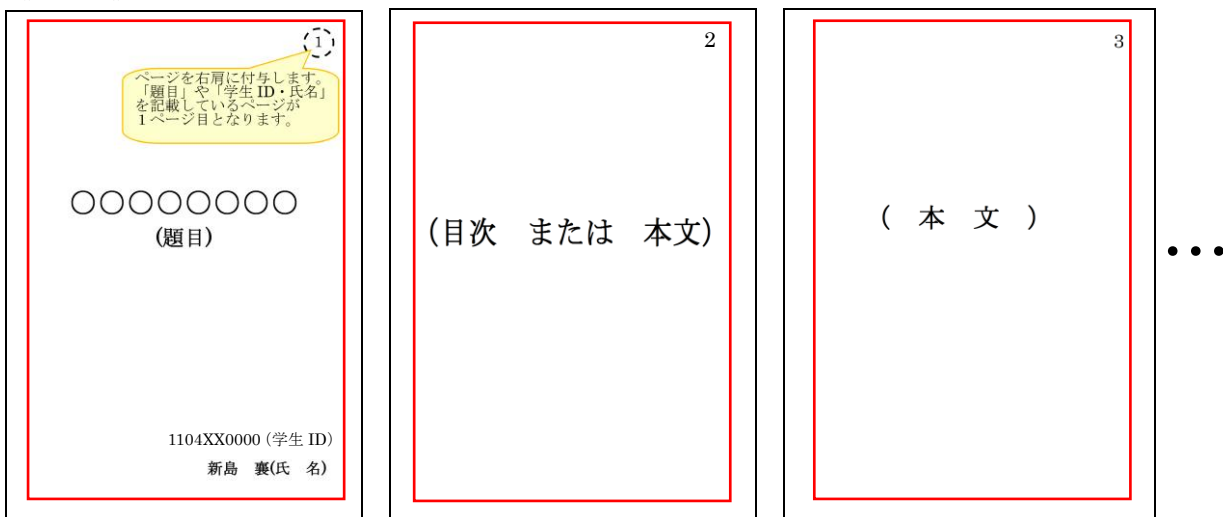 1
ページを右肩に付与します。
「題目」や「学生 ID・氏名」
を記載しているページが
1 ページ目となります。
○○○○○○○○
(題目)
1104XX0000 (学生 ID)
新島　襄(氏　名)
2
(目次　または　本文)
3
(　本　文　)
・・・